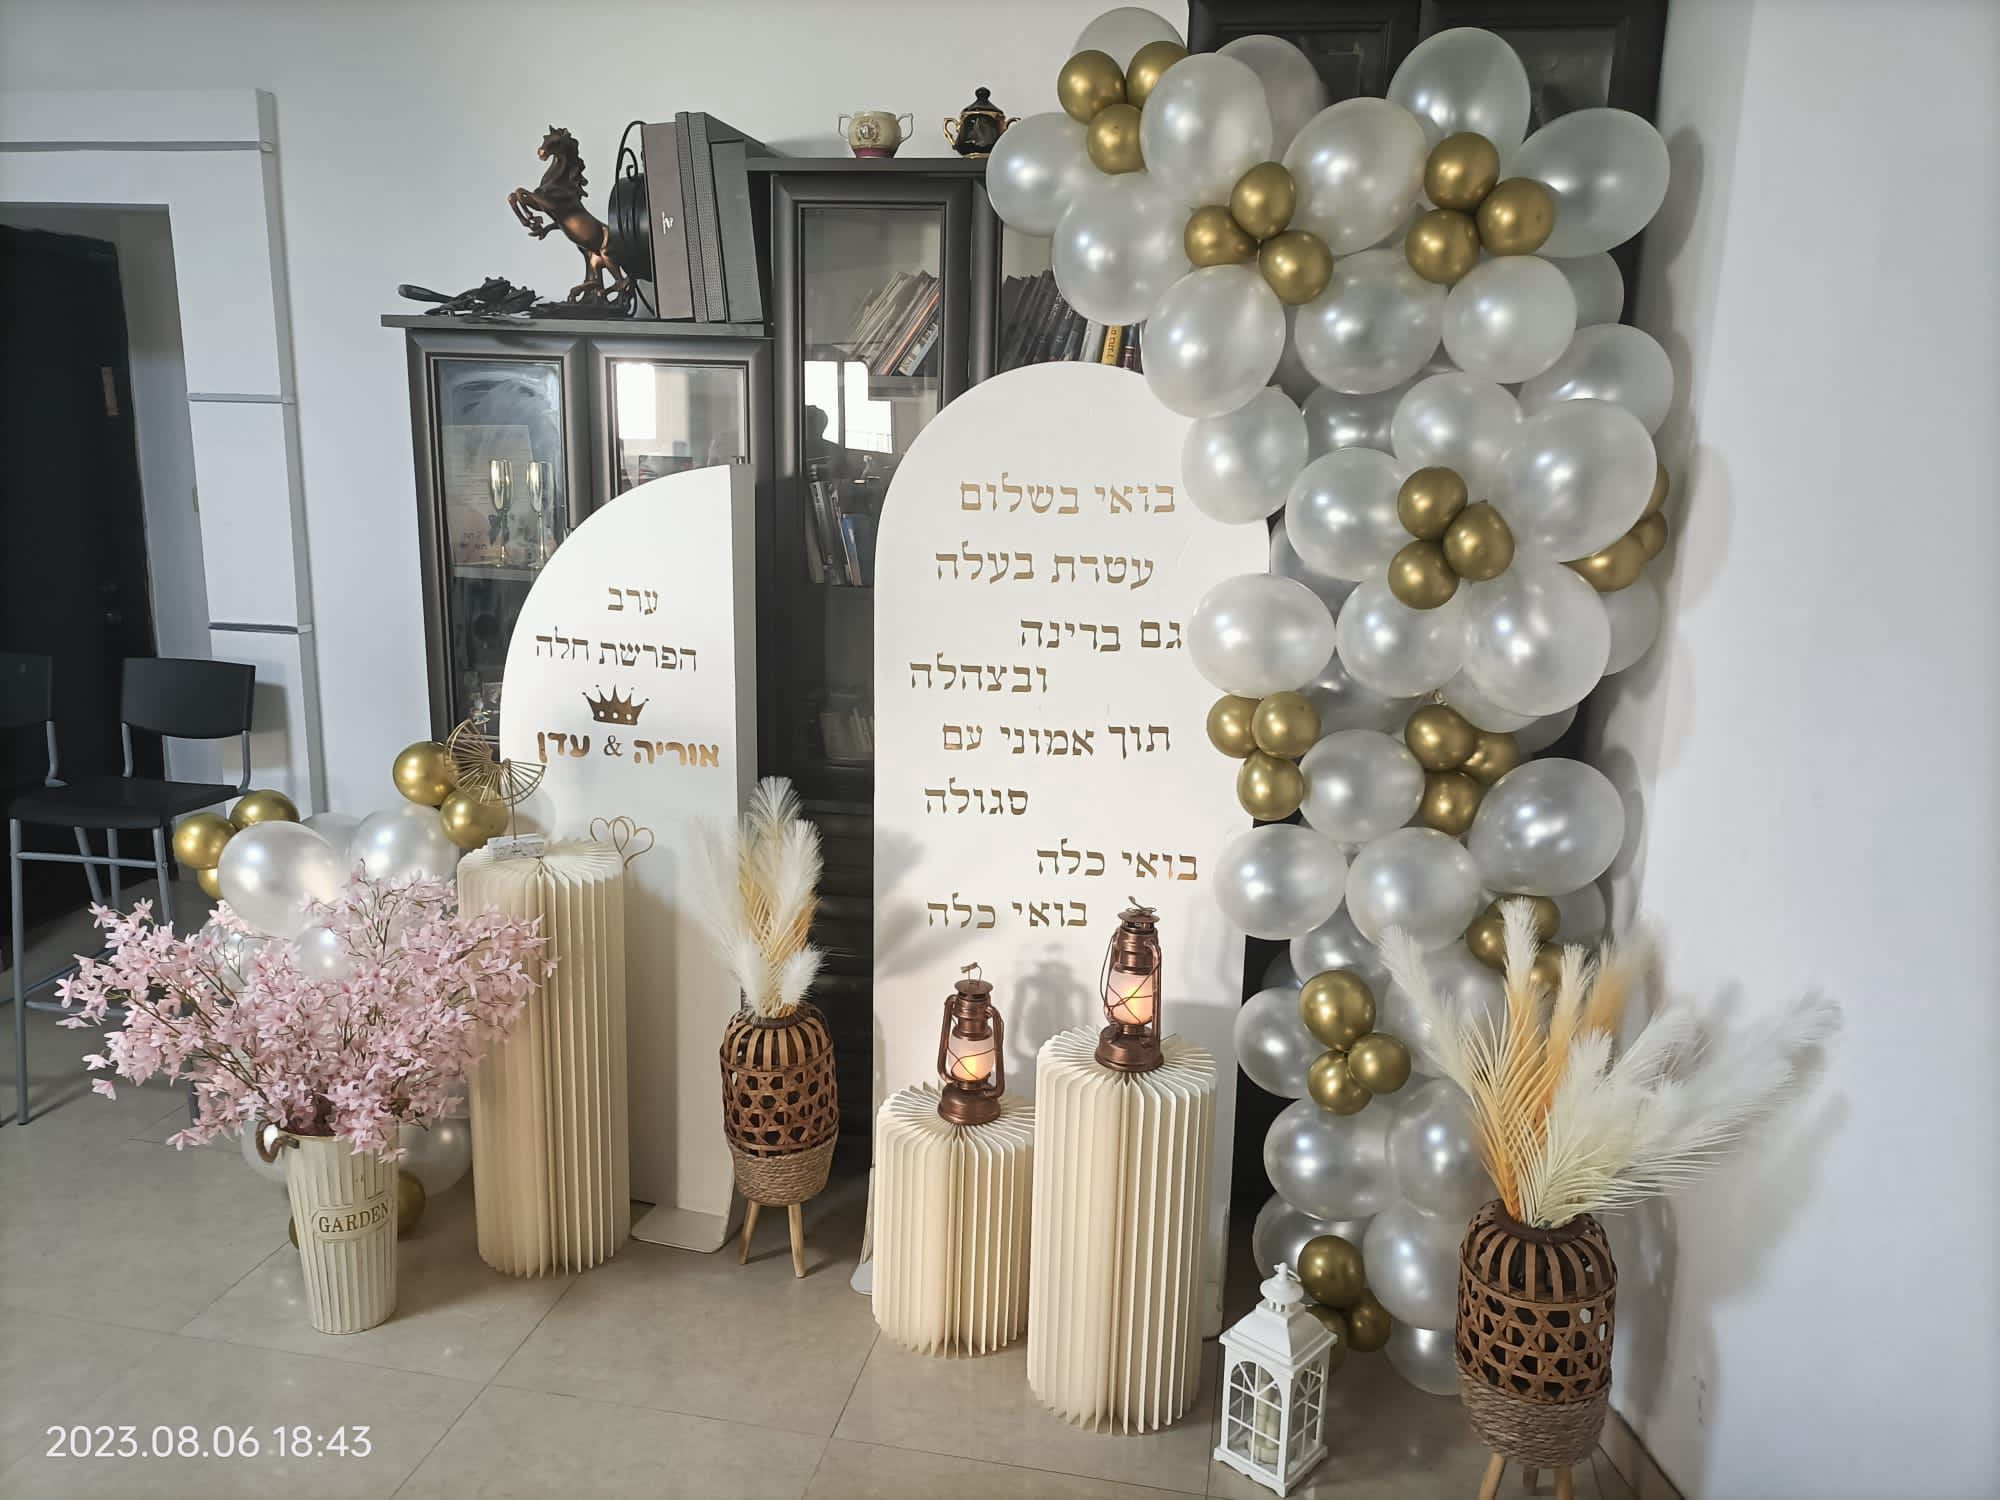 ערב
הפרשת חלה
אוריה & עדן
בואי בשלום
עטרת בעלה
גם ברינה
ובצהלה
תוך אמוני עם
סגולה
בואי כלה
בואי כלה
GARDEN
2023.08.06 18:43